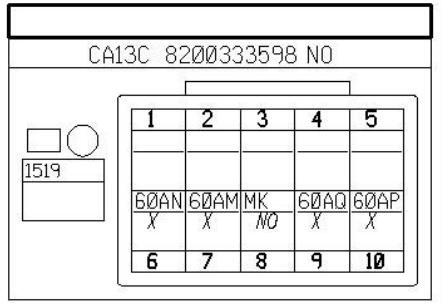 CA13C 8200333598 NO
1 2 3 4 5
1519
60AN 60AM MK 60AQ 60AP
X X NO X X
6 7 8 9 10